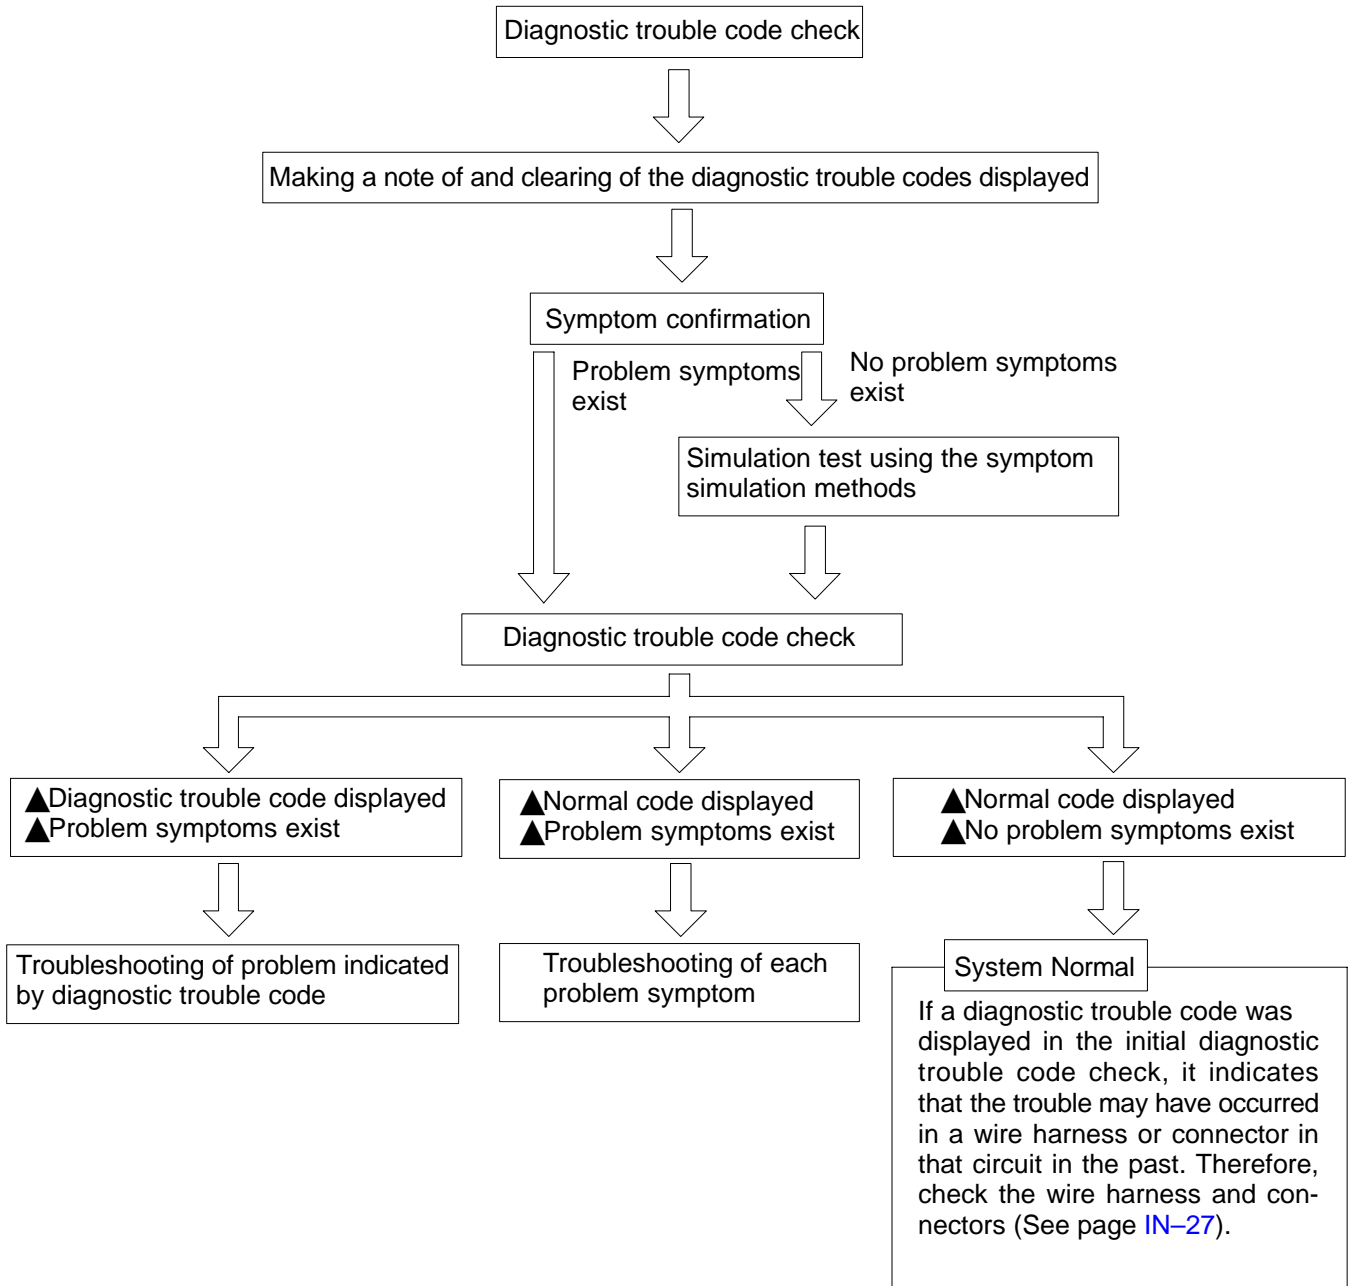 Diagnostic trouble code check
Making a note of and clearing of the diagnostic trouble codes displayed
Symptom confirmation
Problem symptoms
exist
No problem symptoms
exist
Simulation test using the symptom
simulation methods
Diagnostic trouble code check
▲Diagnostic trouble code displayed
▲Problem symptoms exist
▲Normal code displayed
▲Problem symptoms exist
▲Normal code displayed
▲No problem symptoms exist
Troubleshooting of problem indicated
by diagnostic trouble code
Troubleshooting of each
problem symptom
System Normal
If a diagnostic trouble code was
displayed in the initial diagnostic
trouble code check, it indicates
that the trouble may have occurred
in a wire harness or connector in
that circuit in the past. Therefore,
check the wire harness and con-
nectors (See page IN–27).